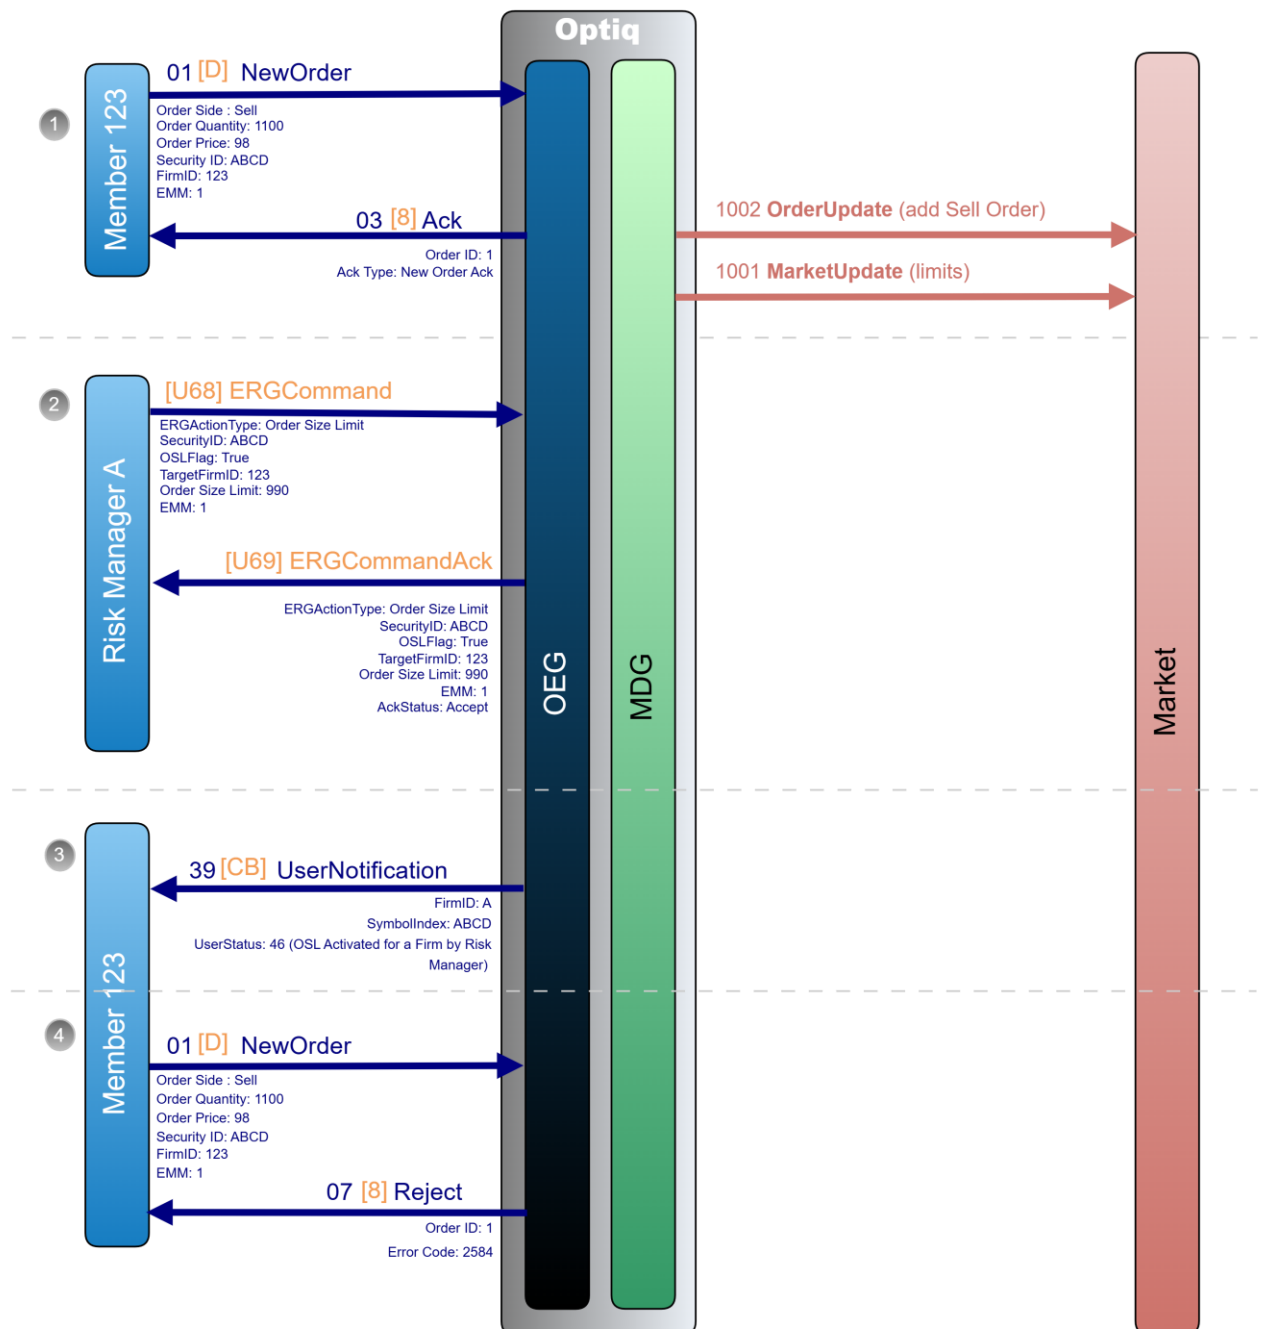 Optiq
1
Member 123
01 [D] NewOrder
Order Side : Sell
Order Quantity: 1100
Order Price: 98
Security ID: ABCD
FirmID: 123
EMM: 1
03 [8] Ack
Order ID: 1
Ack Type: New Order Ack
1002 OrderUpdate (add Sell Order)
1001 MarketUpdate (limits)
2
Risk Manager A
[U68] ERGCommand
ERGActionType: Order Size Limit
SecurityID: ABCD
OSLFlag: True
TargetFirmID: 123
Order Size Limit: 990
EMM: 1
[U69] ERGCommandAck
ERGActionType: Order Size Limit
SecurityID: ABCD
OSLFlag: True
TargetFirmID: 123
Order Size Limit: 990
EMM: 1
AckStatus: Accept
OEG
MDG
Market
3
Member 123
39 [CB] UserNotification
FirmID: A
SymbolIndex: ABCD
UserStatus: 46 (OSL Activated for a Firm by Risk
Manager)
4
01 [D] NewOrder
Order Side : Sell
Order Quantity: 1100
Order Price: 98
Security ID: ABCD
FirmID: 123
EMM: 1
07 [8] Reject
Order ID: 1
Error Code: 2584